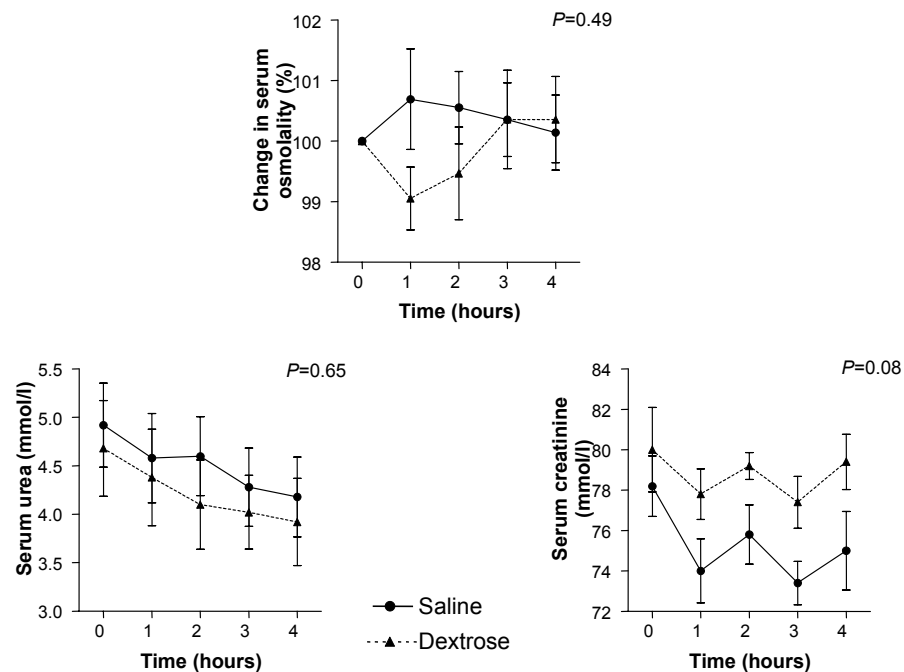 P=0.49
Change in serum
osmolality (%)
102
101
100
99
98
0 1 2 3 4
Time (hours)
P=0.65
Serum urea (mmol/l)
5.5
5.0
4.5
4.0
3.5
3.0
0 1 2 3 4
Time (hours)
Saline
Dextrose
P=0.08
Serum creatinine
(mmol/l)
84
82
80
78
76
74
72
0 1 2 3 4
Time (hours)